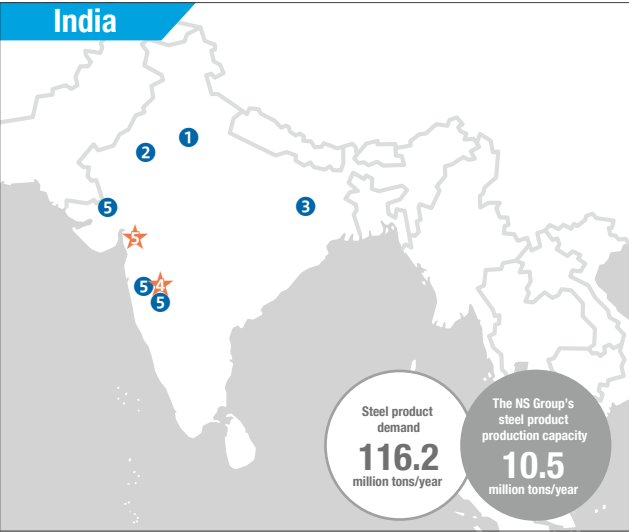 India
1
2
5
3
5
5
4
5
Steel product
demand
116.2
million tons/year
The NS Group's
steel product
production capacity
10.5
million tons/year